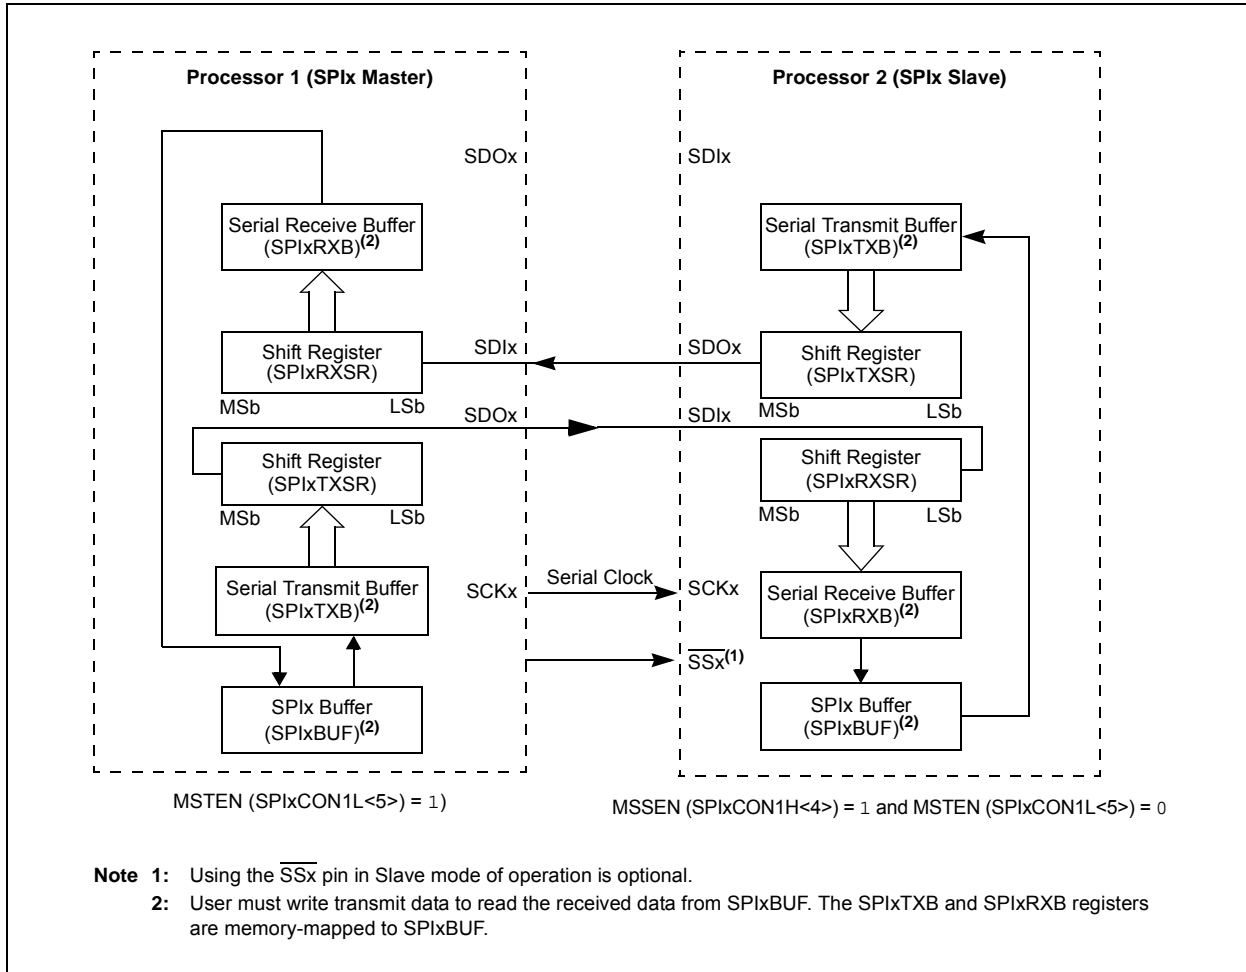 Processor 1 (SPIx Master)
Processor 2 (SPIx Slave)
SDOx
SDIx
Serial Receive Buffer
(SPIxRXB)(2)
Serial Transmit Buffer
(SPIxTXB)(2)
Shift Register
(SPIxRXSR)
SDIx
SDOx
Shift Register
(SPIxTXSR)
MSb
LSb
MSb
LSb
SDOx
SDIx
Shift Register
(SPIxTXSR)
Shift Register
(SPIxRXSR)
MSb
LSb
MSb
LSb
Serial Transmit Buffer
(SPIxTXB)(2)
SCKx
Serial Clock
SCKx
Serial Receive Buffer
(SPIxRXB)(2)
SSx(1)
SPIx Buffer
(SPIxBUF)(2)
SPIx Buffer
(SPIxBUF)(2)
MSTEN (SPIxCON1L<5>) = 1)
MSSEN (SPIxCON1H<4>) = 1 and MSTEN (SPIxCON1L<5>) = 0
Note 1: Using the SSx pin in Slave mode of operation is optional.
2: User must write transmit data to read the received data from SPIxBUF. The SPIxTXB and SPIxRXB registers
are memory-mapped to SPIxBUF.